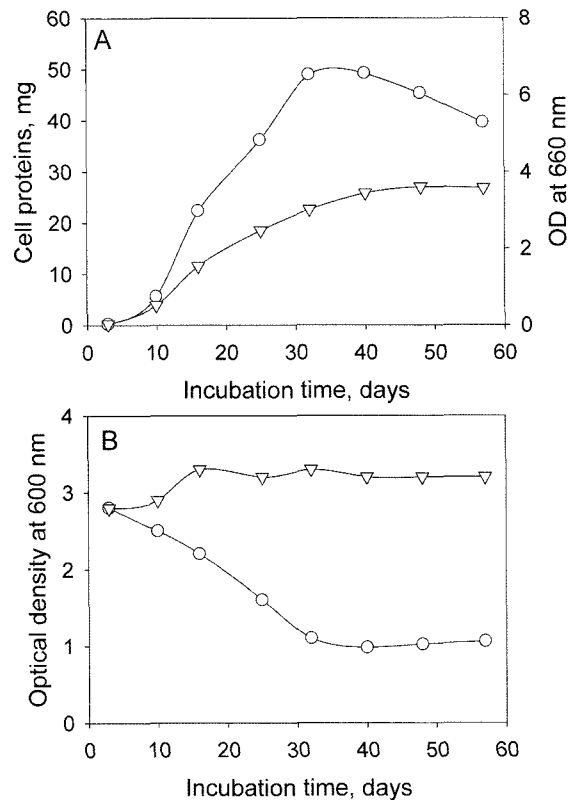 A
60
50
40
30
20
10
0
Cell proteins, mg
8
6
4
2
0
OD at 660 nm
0 10 20 30 40 50 60
Incubation time, days
B
4
3
2
1
0
Optical density at 600 nm
0 10 20 30 40 50 60
Incubation time, days